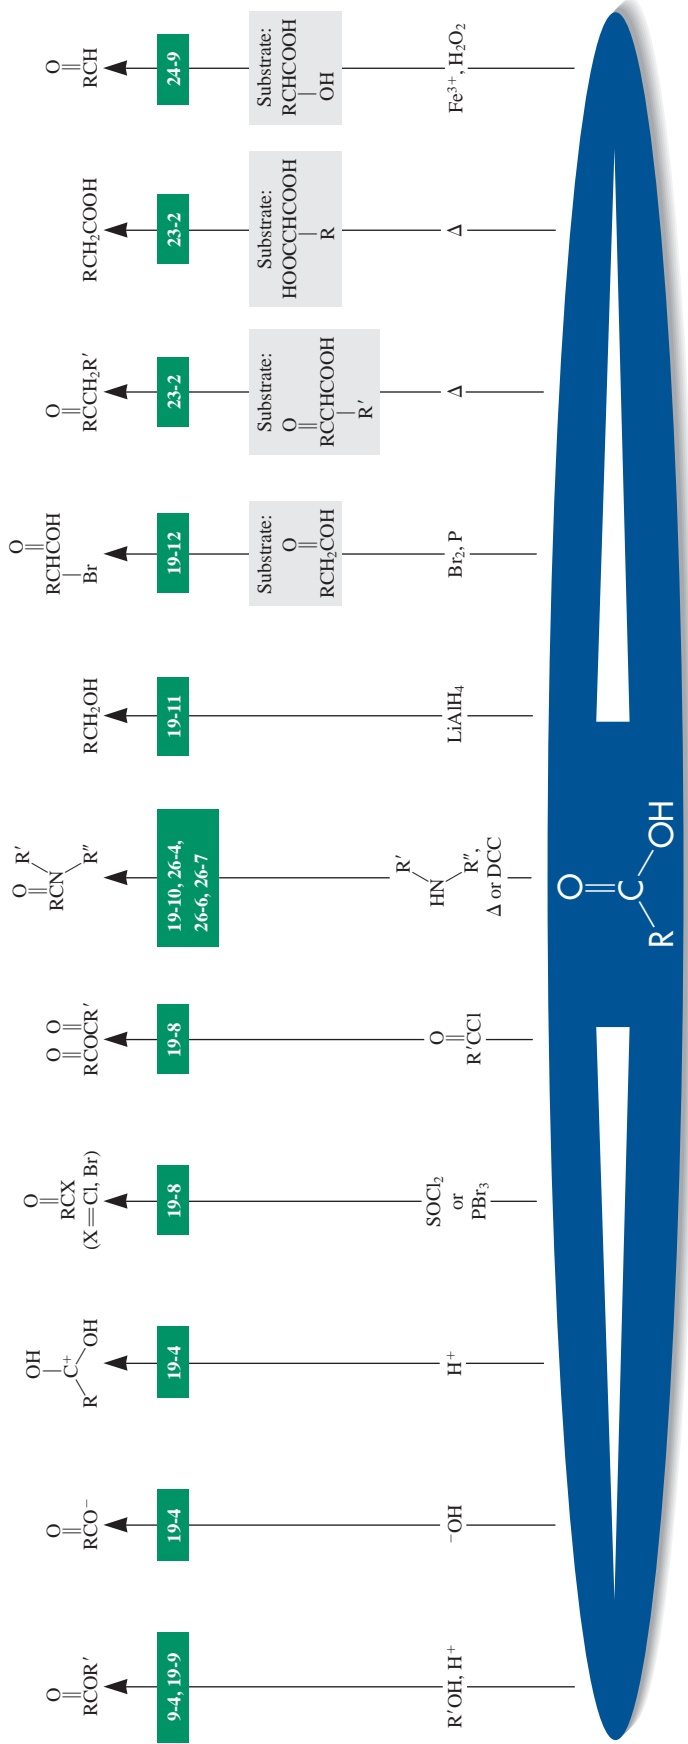 O
RCOR′
9-4, 19-9
R′OH, H⁺
O
RCO⁻
19-4
⁻OH
OH
C⁺
R
OH
19-4
H⁺
O
RCX
(X = Cl, Br)
19-8
SOCl₂
or
PBr₃
O O
RCOCR′
19-8
O
R′CCl
O
R′
RCN
R″
19-10, 26-4,
26-6, 26-7
R′
HN
R″,
Δ or DCC
RCH₂OH
19-11
LiAlH₄
O
RCHCOH
Br
19-12
Substrate:
O
RCH₂COH
Br₂, P
O
RCCH₂R′
23-2
Substrate:
O
RCCHCOOH
R′
Δ
RCH₂COOH
23-2
Substrate:
HOOCCHCOOH
R
Δ
O
RCH
24-9
Substrate:
RCHCOOH
OH
Fe³⁺, H₂O₂
O
C
R
OH